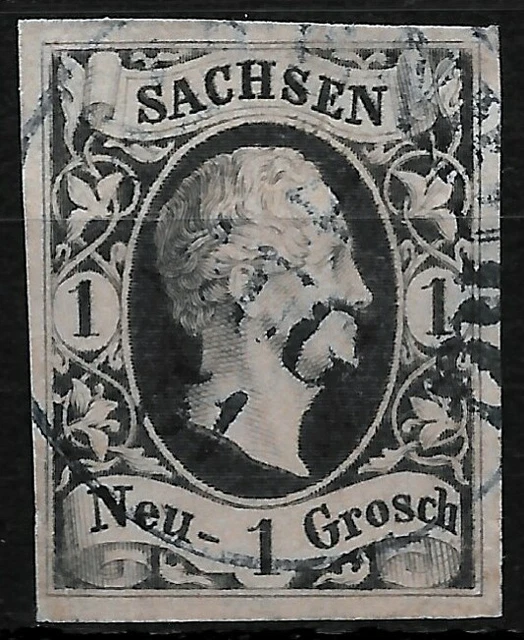 SACHSEN
1 1
Neu- 1 Grosch